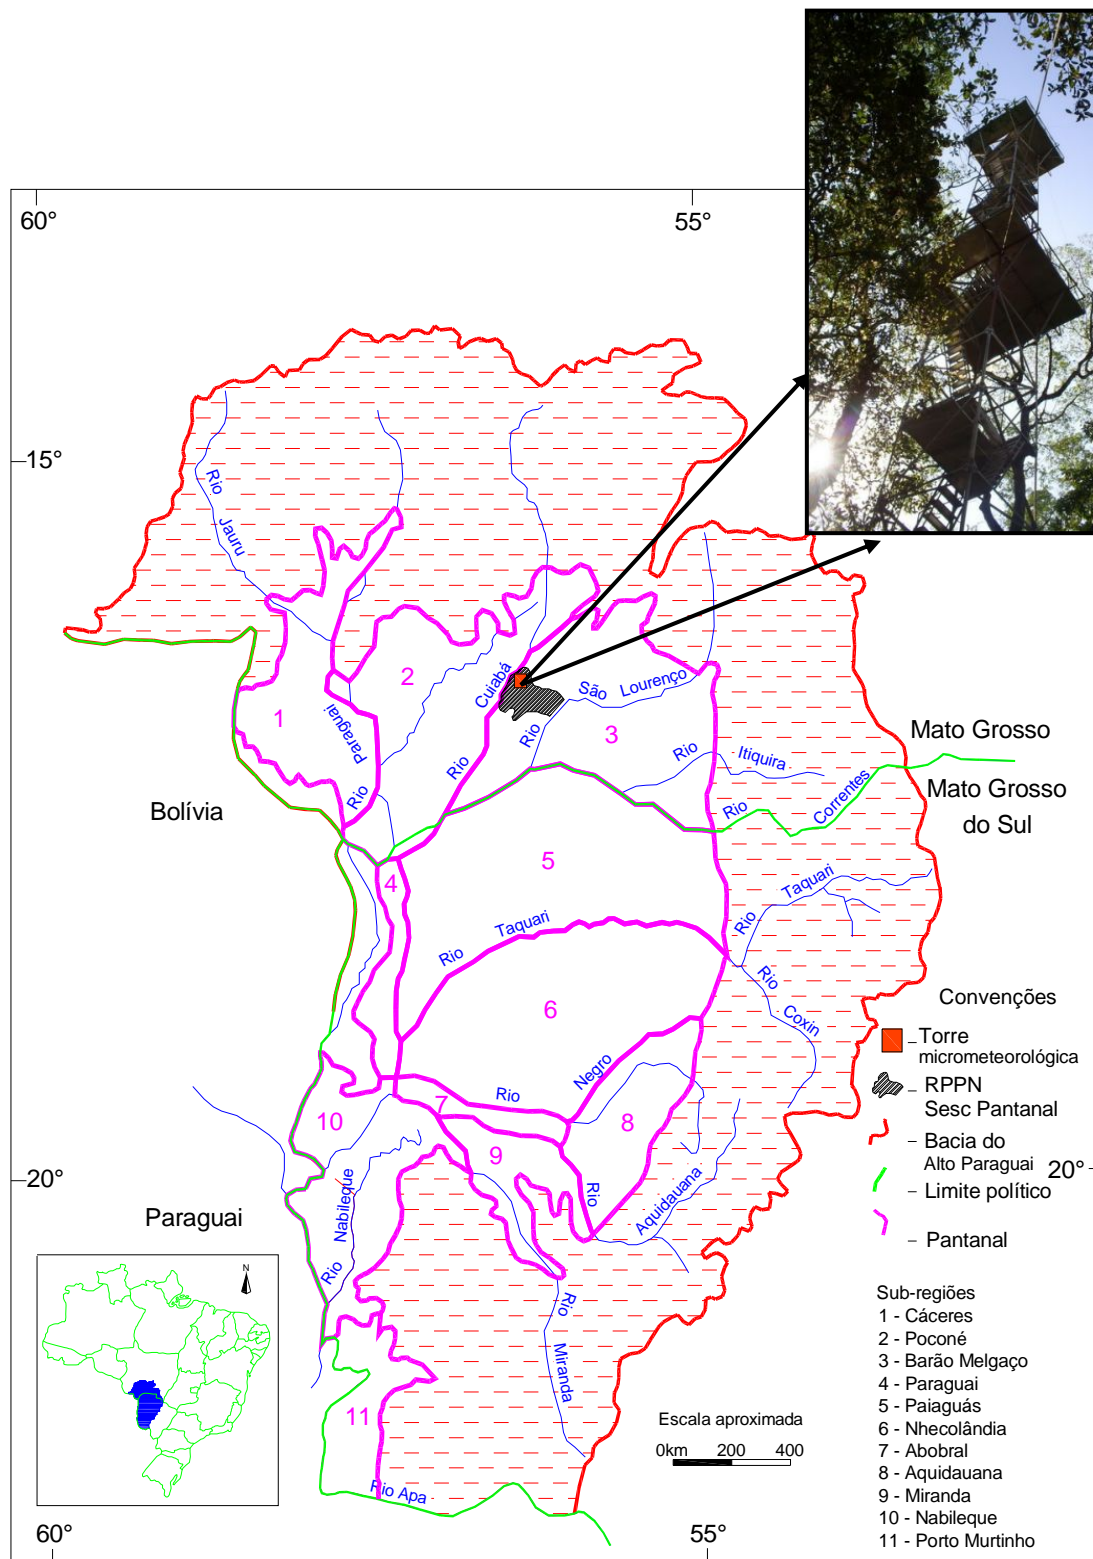 60°
55°
15°
Rio
Jauru
Cuiabá
2
São
Lourenço
1
Paraguai
Rio
3
Rio
Itiquira
Mato Grosso
Rio
Rio
Rio
Correntes
Mato Grosso
do Sul
Bolívia
4
5
Taquari
Taquari
Rio
Rio
Rio
6
Coxin
Convenções
Torre
micrometeorológica
RPPN
Sesc Pantanal
Negro
Rio
7
10
8
9
Bacia do
Alto Paraguai
20°
20°
Limite político
Nabileque
Rio
Aquidauana
Paraguai
Pantanal
Rio
Rio
Miranda
N
Sub-regiões
1 - Cáceres
2 - Poconé
3 - Barão Melgaço
4 - Paraguai
5 - Paiaguás
6 - Nhecolândia
7 - Abobral
8 - Aquidauana
9 - Miranda
10 - Nabileque
11 - Porto Murtinho
11
Escala aproximada
0km 200 400
Rio Apa
60°
55°